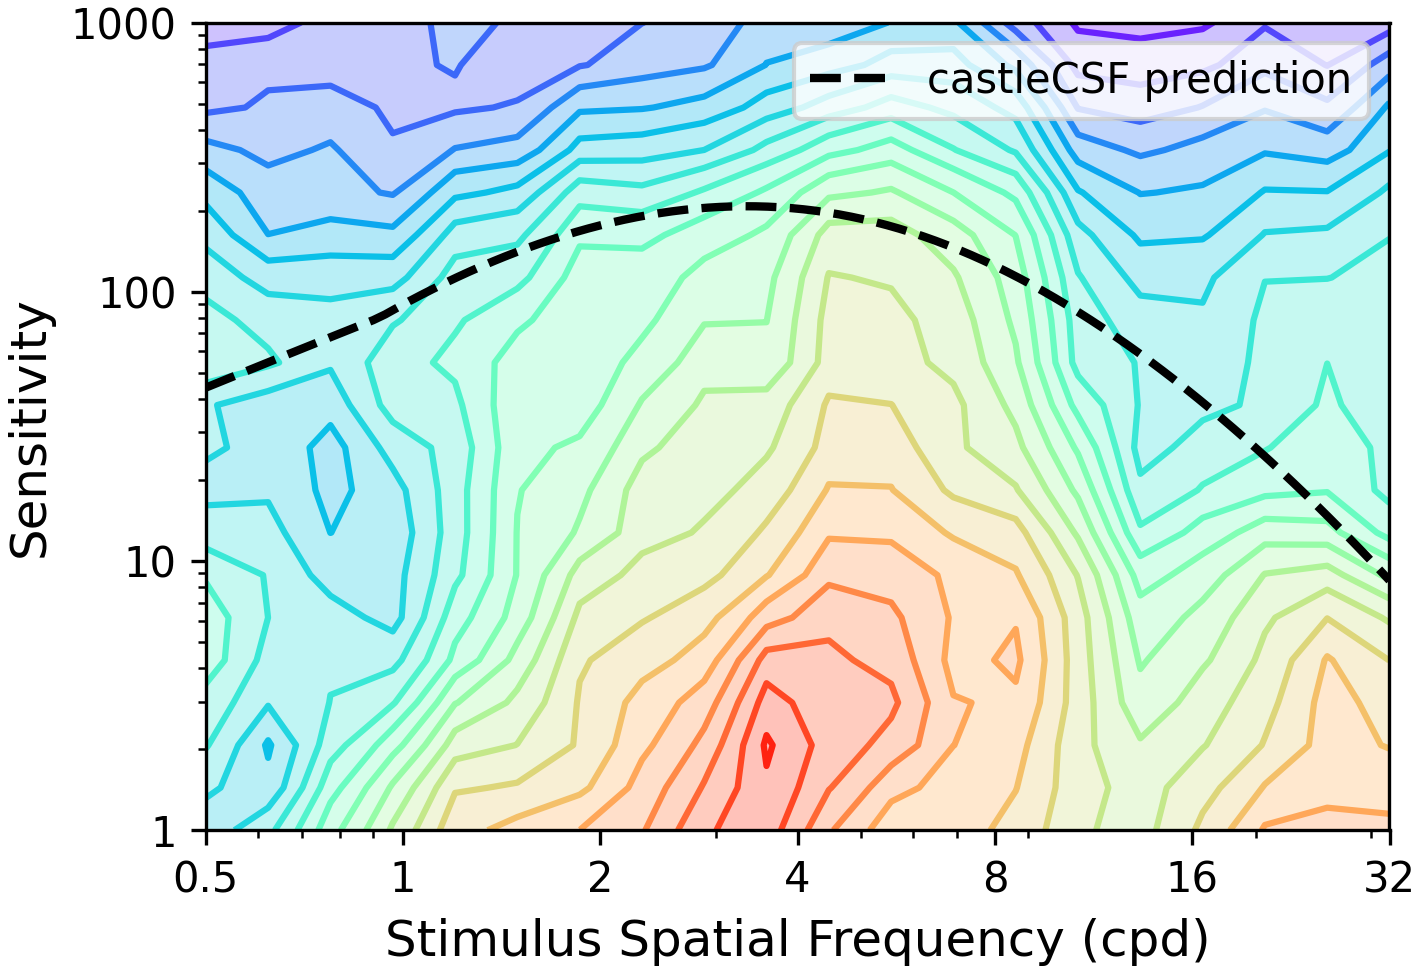 1000
castleCSF prediction
100
Sensitivity
10
1
0.5 1 2 4 8 16 32
Stimulus Spatial Frequency (cpd)